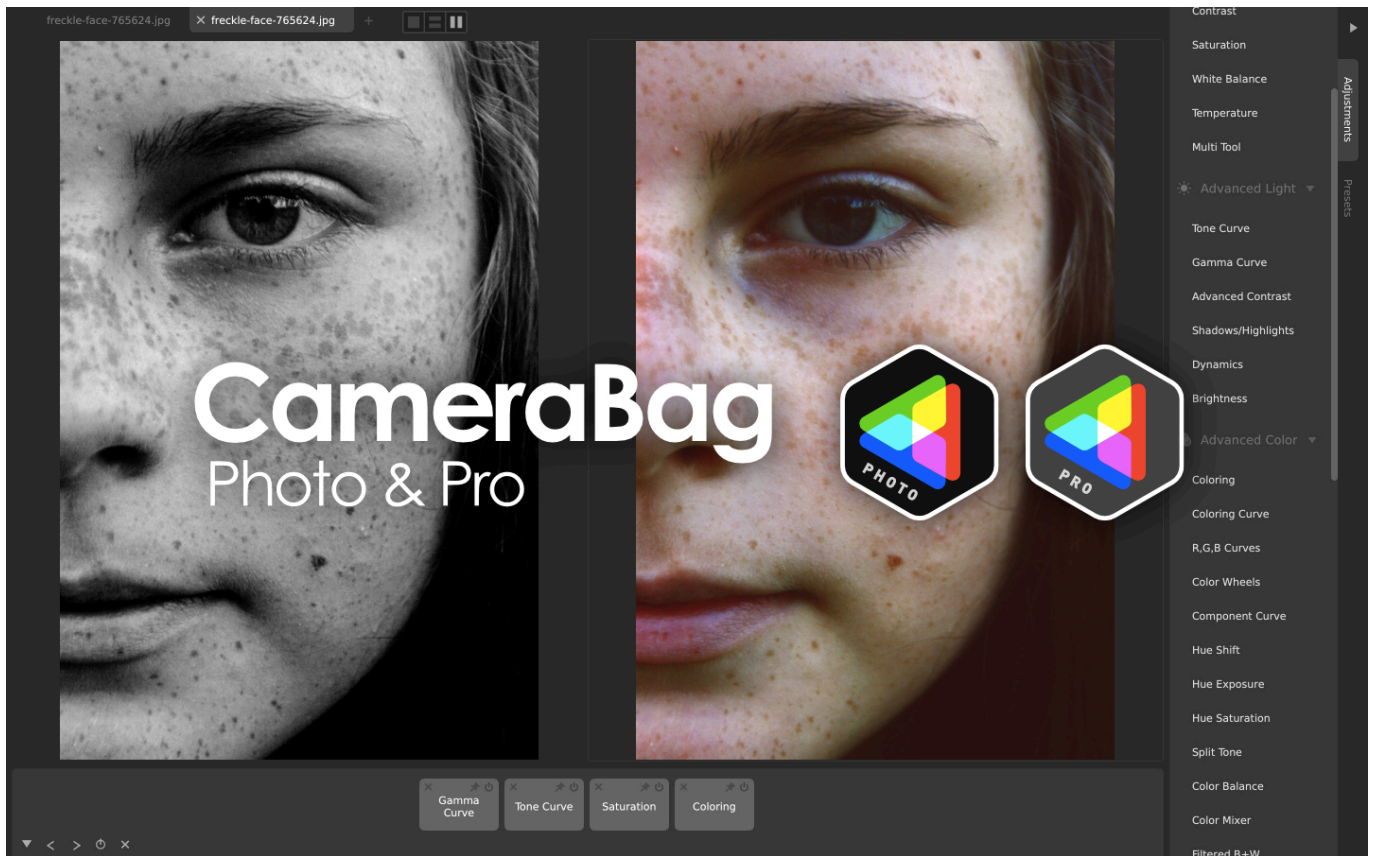 freckle-face-765624.jpg
freckle-face-765624.jpg
Contrast
Saturation
White Balance
Temperature
Multi Tool
Advanced Light
Tone Curve
Gamma Curve
Advanced Contrast
Shadows/Highlights
Dynamics
Brightness
Advanced Color
Coloring
Coloring Curve
R,G,B Curves
Color Wheels
Component Curve
Hue Shift
Hue Exposure
Hue Saturation
Split Tone
Color Balance
Color Mixer
Filtered B+W
Adjustments
Presets
CameraBag
Photo & Pro
PHOTO
PRO
Gamma
Curve
Tone Curve
Saturation
Coloring